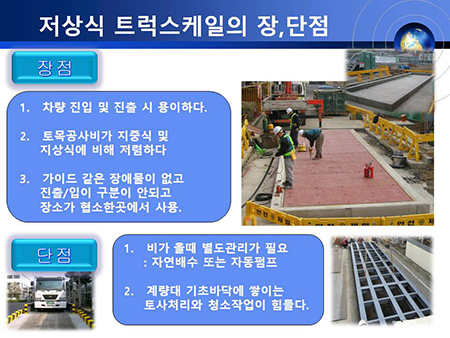 저상식 트럭스케일의 장,단점
장점
1. 차량 진입 및 진출 시 용이하다.
2. 토목공사비가 지중식 및
지상식에 비해 저렴하다
3. 가이드 같은 장애물이 없고
진출/입이 구분이 안되고
장소가 협소한곳에서 사용.
단점
1. 비가 올때 별도관리가 필요
: 자연배수 또는 자동펌프
2. 계량대 기초바닥에 쌓이는
토사처리와 청소작업이 힘들다.